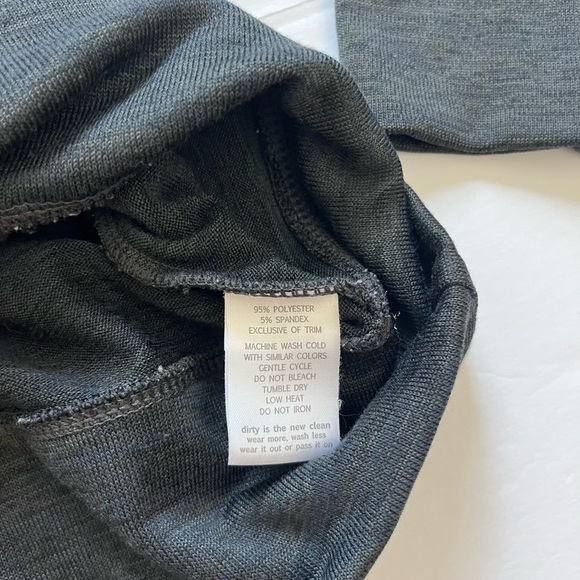 95% POLYESTER
5% SPANDEX
EXCLUSIVE OF TRIM
MACHINE WASH COLD
WITH SIMILAR COLORS
GENTLE CYCLE
DO NOT BLEACH
TUMBLE DRY
LOW HEAT
DO NOT IRON
dirty is the new clean
wear more, wash less
wear it out or pass it on